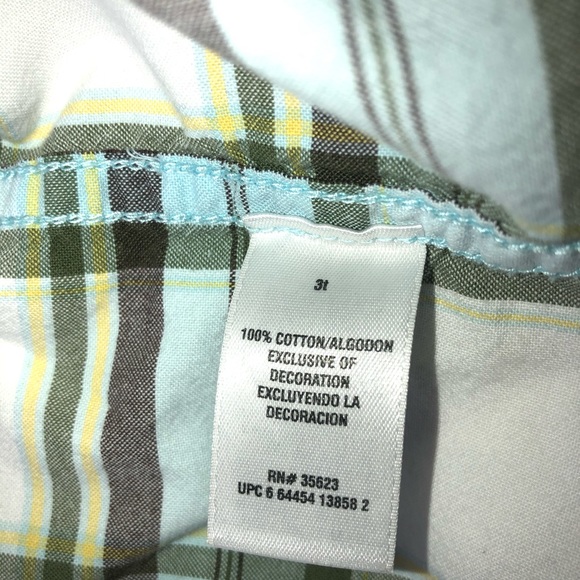 3t
100% COTTON/ALGODON
EXCLUSIVE OF
DECORATION
EXCLUYENDO LA
DECORACION
RN# 35623
UPC 6 64454 13858 2